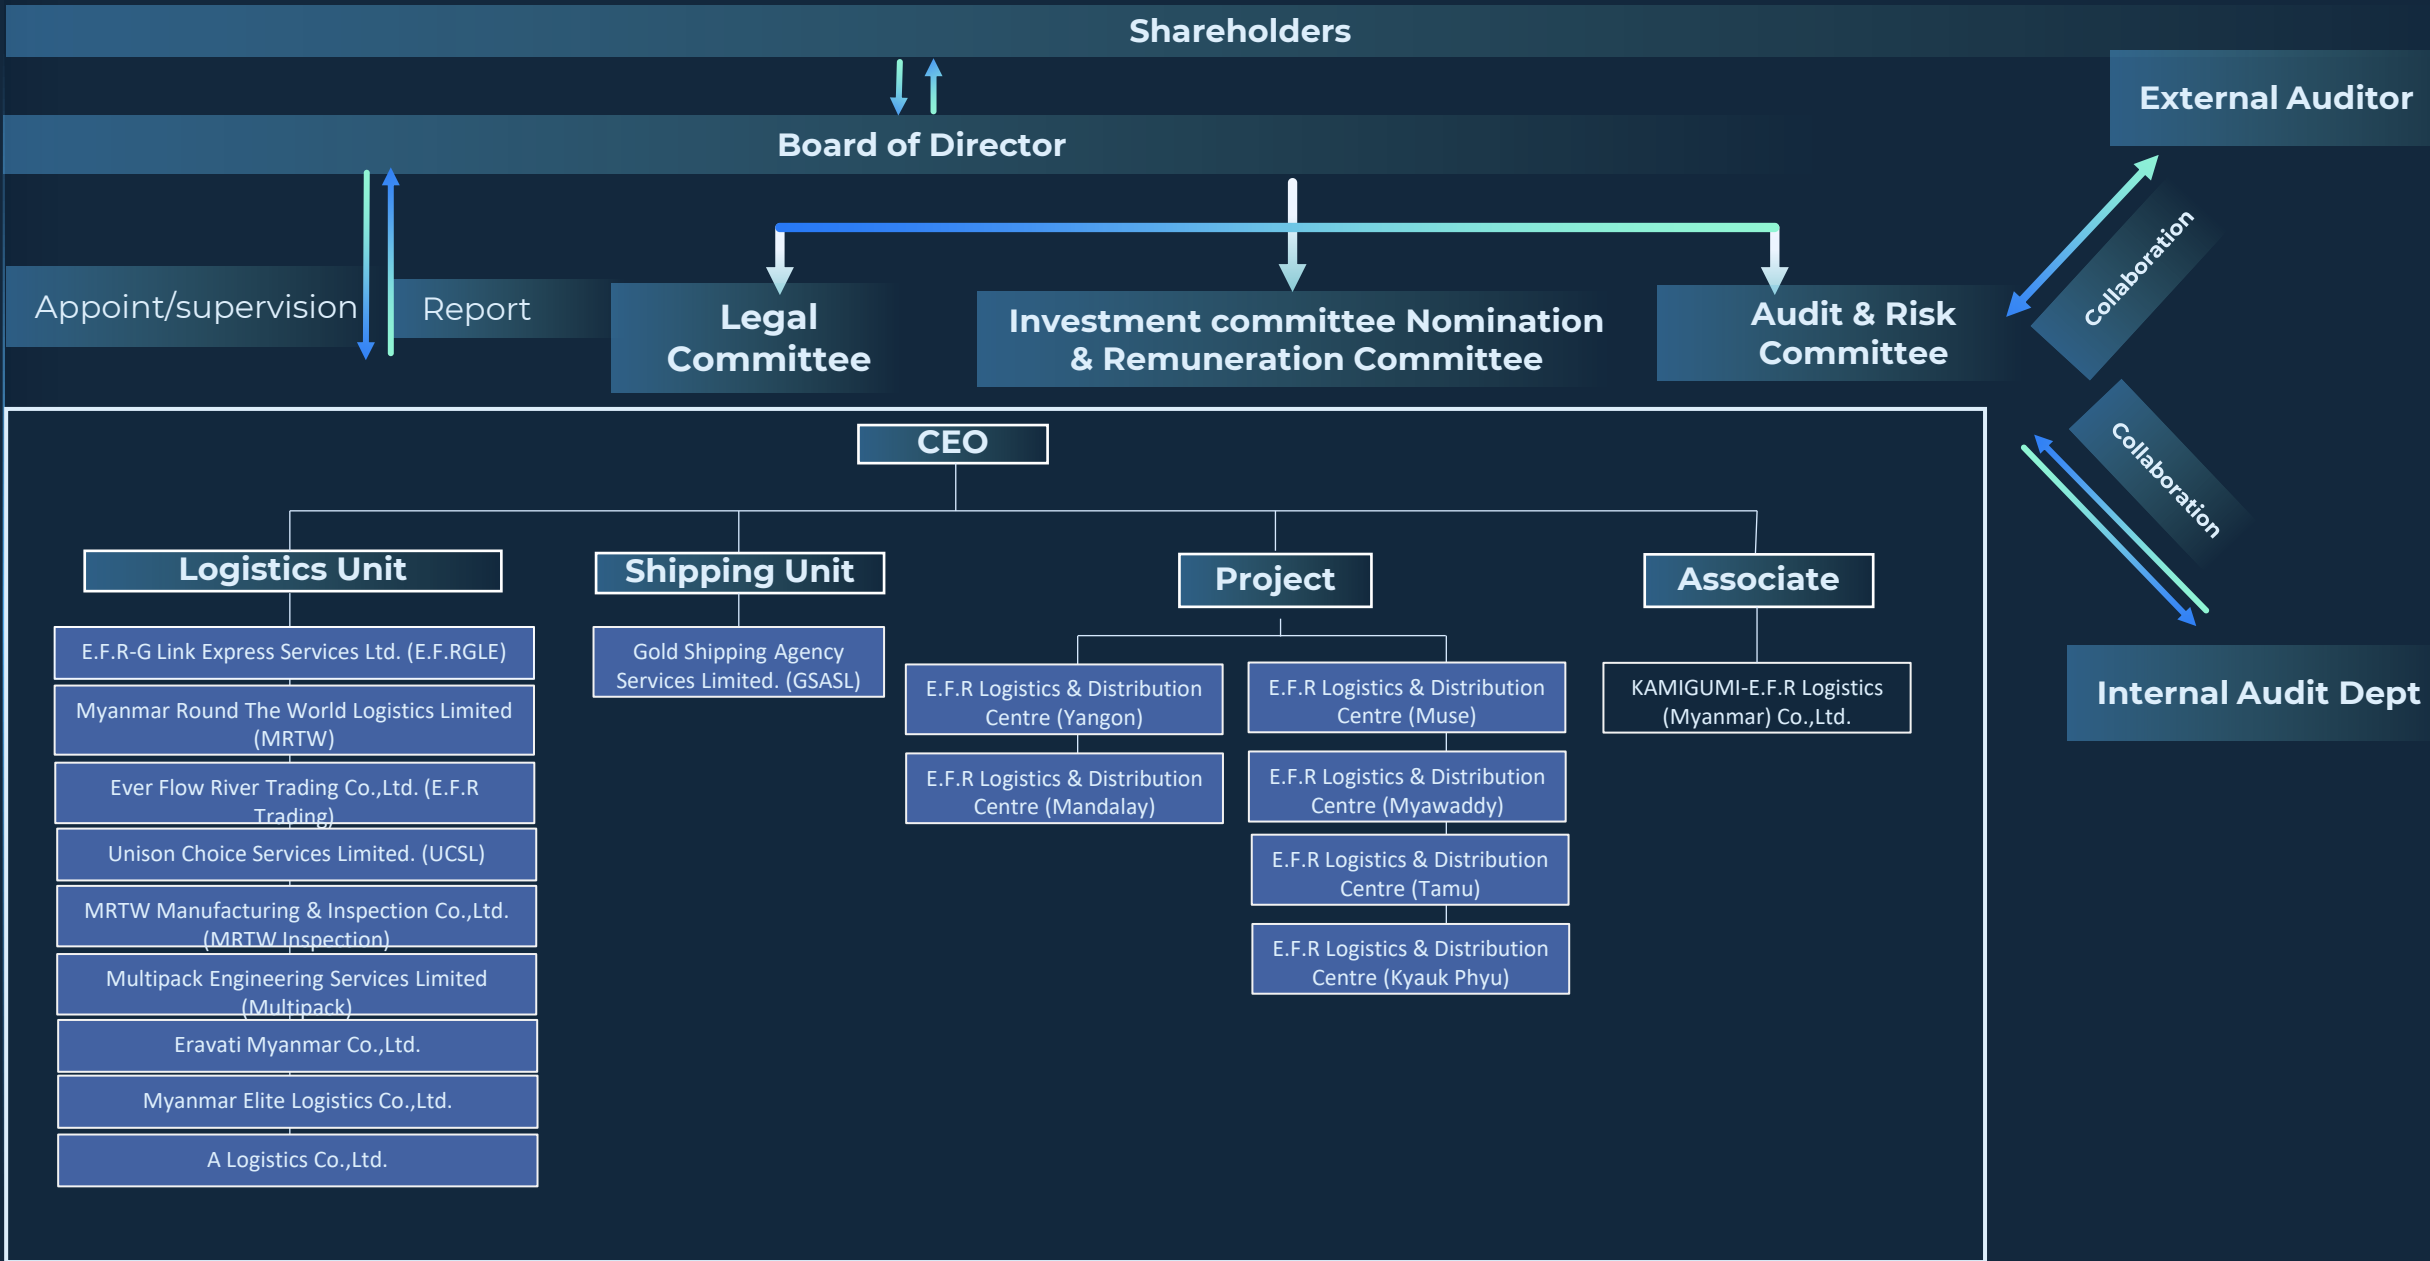 Shareholders
External Auditor
Board of Director
Collaboration
Appoint/supervision
Report
Legal
Committee
Investment committee Nomination
& Remuneration Committee
Audit & Risk
Committee
Collaboration
CEO
Logistics Unit
Shipping Unit
Project
Associate
E.F.R-G Link Express Services Ltd. (E.F.RGLE)
Myanmar Round The World Logistics Limited
(MRTW)
Ever Flow River Trading Co.,Ltd. (E.F.R
Trading)
Unison Choice Services Limited. (UCSL)
MRTW Manufacturing & Inspection Co.,Ltd.
(MRTW Inspection)
Multipack Engineering Services Limited
(Multipack)
Eravati Myanmar Co.,Ltd.
Myanmar Elite Logistics Co.,Ltd.
A Logistics Co.,Ltd.
Gold Shipping Agency
Services Limited. (GSASL)
E.F.R Logistics & Distribution
Centre (Yangon)
E.F.R Logistics & Distribution
Centre (Mandalay)
E.F.R Logistics & Distribution
Centre (Muse)
E.F.R Logistics & Distribution
Centre (Myawaddy)
E.F.R Logistics & Distribution
Centre (Tamu)
E.F.R Logistics & Distribution
Centre (Kyauk Phyu)
KAMIGUMI-E.F.R Logistics
(Myanmar) Co.,Ltd.
Internal Audit Dept